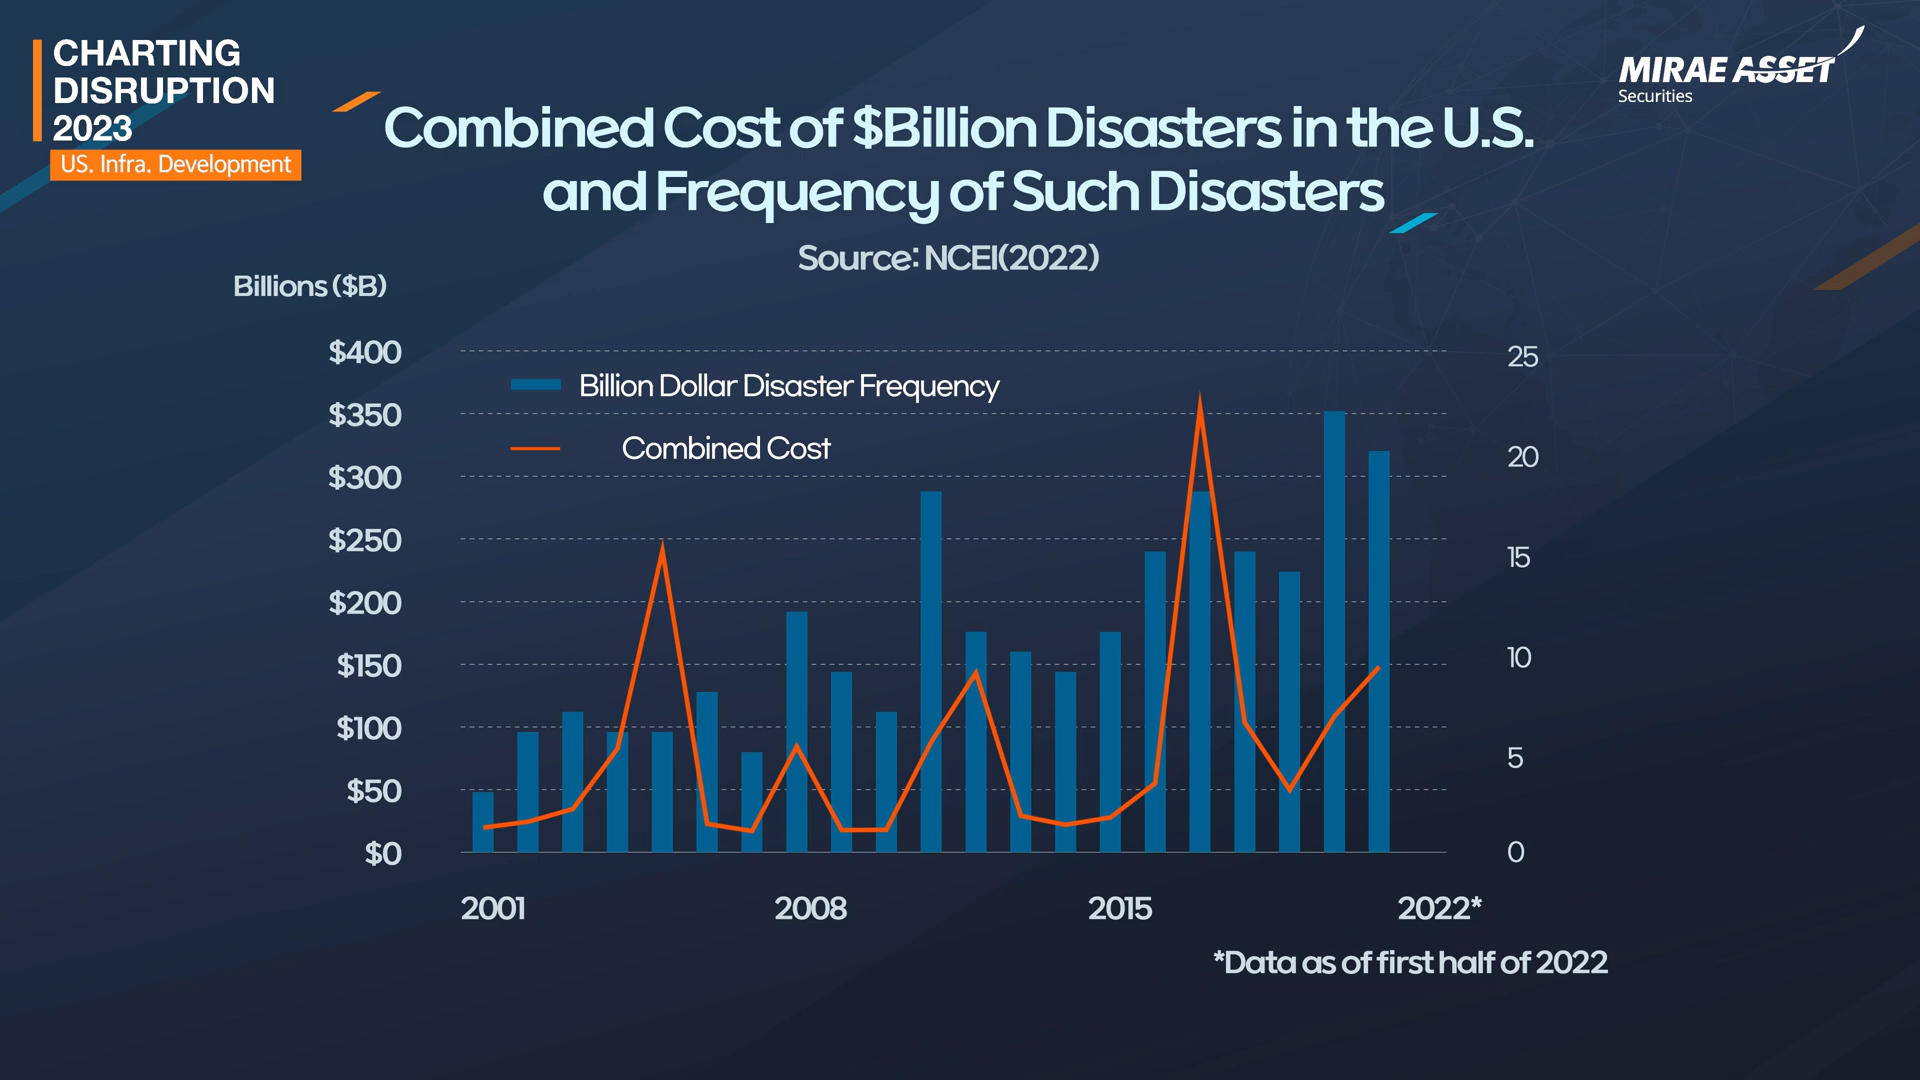 CHARTING
DISRUPTION
2023
US. Infra. Development
MIRAE ASSET
Securities
Combined Cost of $Billion Disasters in the U.S.
and Frequency of Such Disasters
Source: NCEI(2022)
Billions ($B)
$400
$350
$300
$250
$200
$150
$100
$50
$0
Billion Dollar Disaster Frequency
Combined Cost
25
20
15
10
5
0
2001
2008
2015
2022*
*Data as of first half of 2022